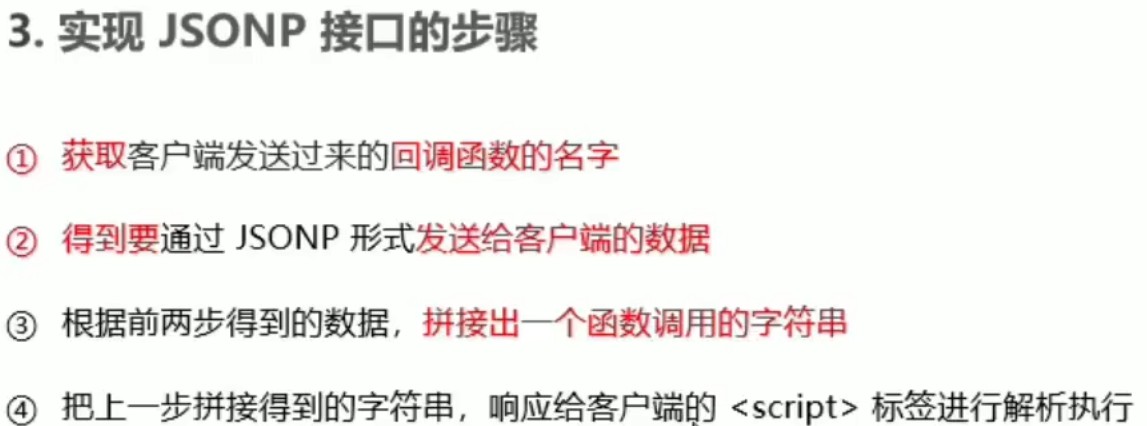 3. 实现 JSONP 接口的步骤
① 获取客户端发送过来的回调函数的名字
② 得到要通过 JSONP 形式发送给客户端的数据
③ 根据前两步得到的数据，拼接出一个函数调用的字符串
④ 把上一步拼接得到的字符串，响应给客户端的 <script> 标签进行解析执行